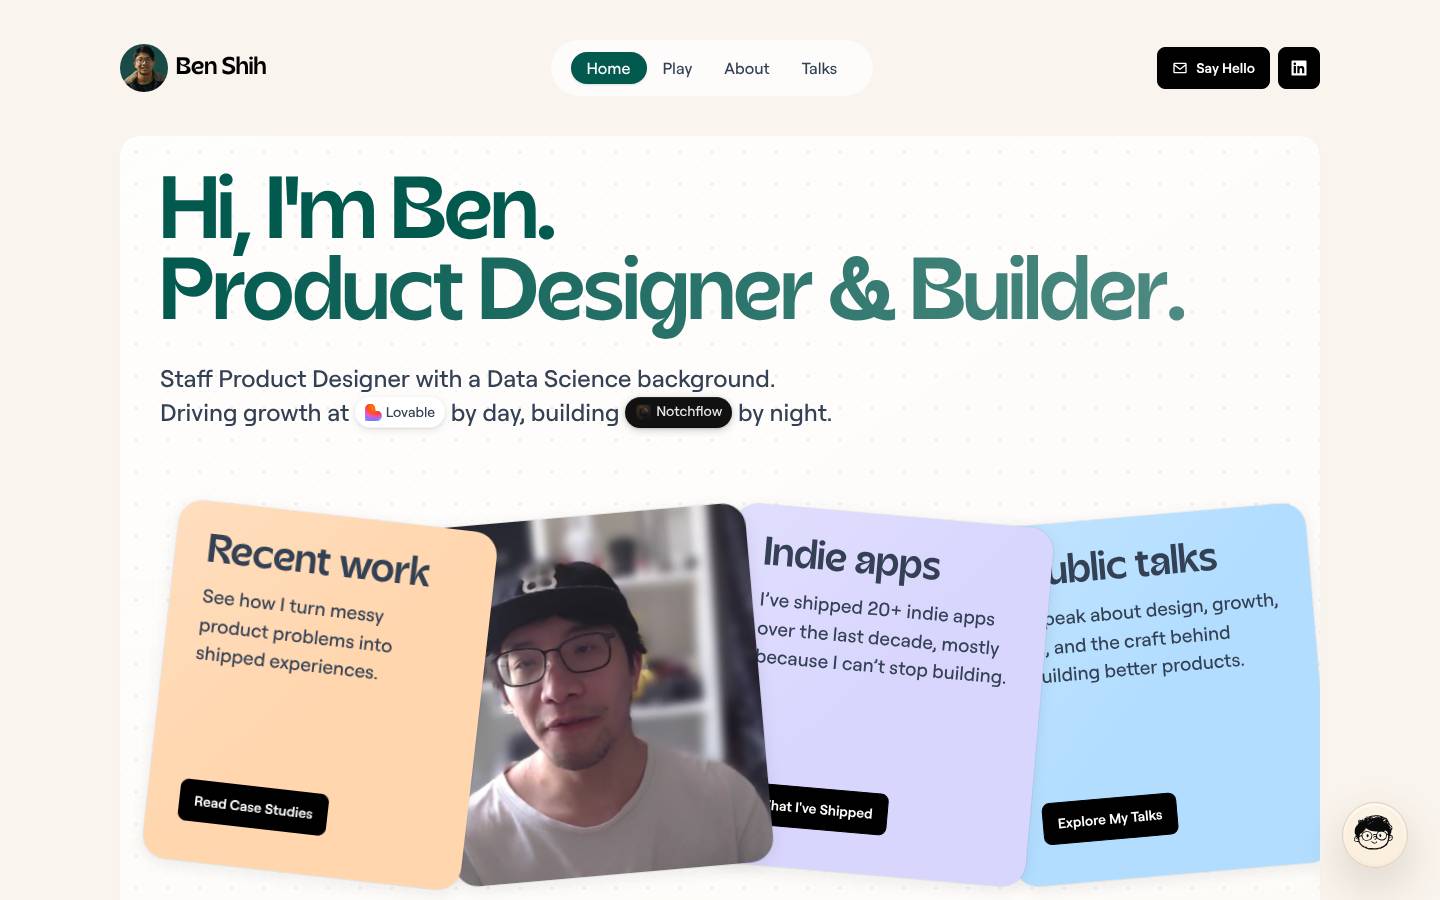 Ben Shih
Home
Play
About
Talks
Say Hello
Hi, I'm Ben.
Product Designer & Builder.
Staff Product Designer with a Data Science background.
Driving growth at Lovable by day, building Notchflow by night.
Recent work
See how I turn messy
product problems into
shipped experiences.
Read Case Studies
Indie apps
I've shipped 20+ indie apps
over the last decade, mostly
because I can't stop building.
hat I've Shipped
ublic talks
peak about design, growth,
, and the craft behind
uilding better products.
Explore My Talks